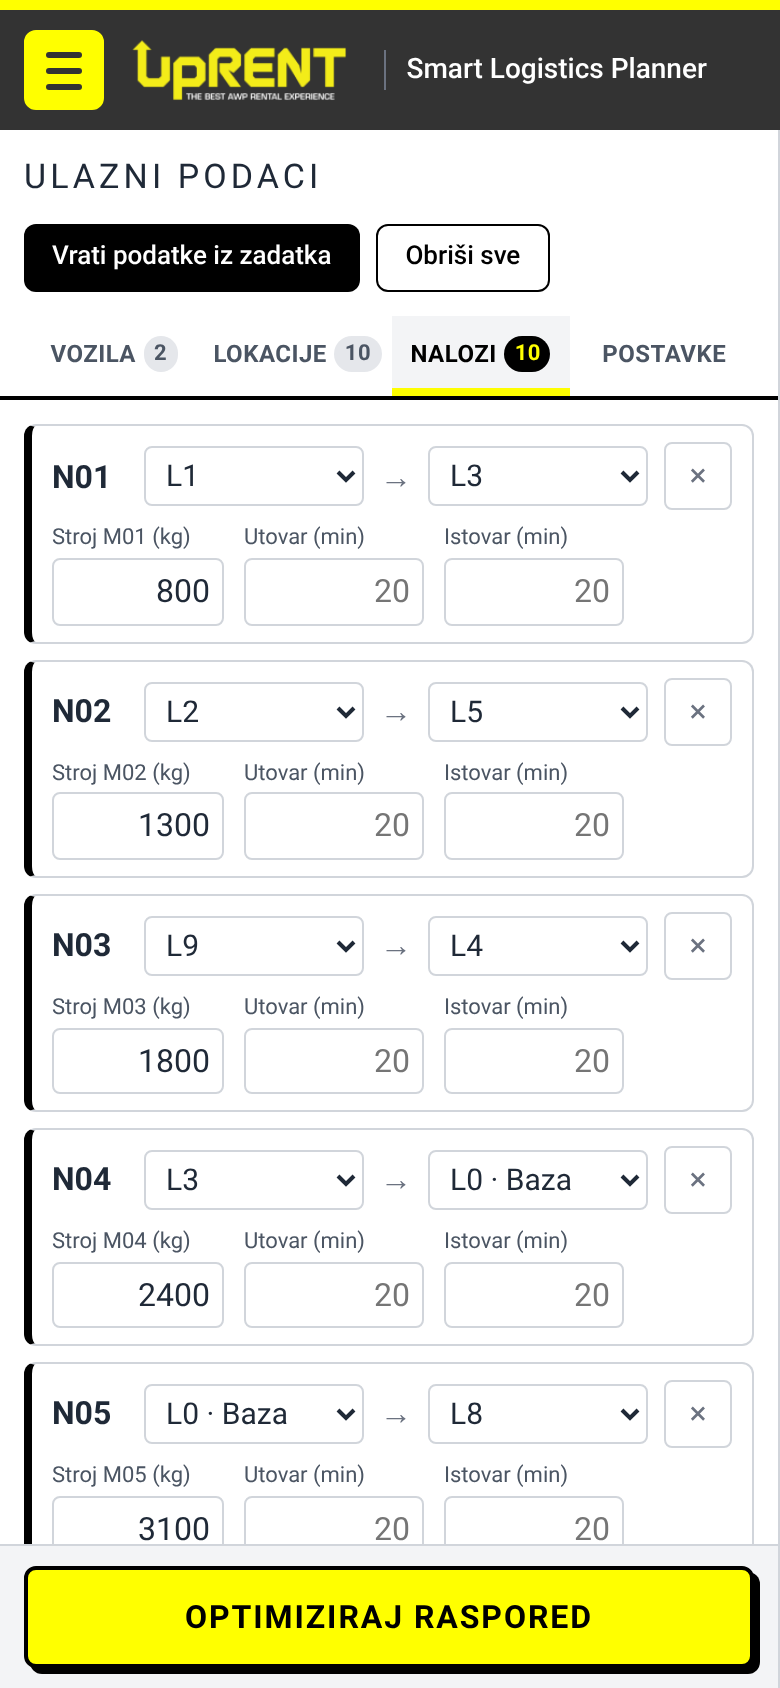 UpRENT
THE BEST AWP RENTAL EXPERIENCE
Smart Logistics Planner
ULAZNI PODACI
Vrati podatke iz zadatka
Obriši sve
VOZILA 2
LOKACIJE 10
NALOZI 10
POSTAVKE
N01 L1 → L3 ×
Stroj M01 (kg) Utovar (min) Istovar (min)
800 20 20
N02 L2 → L5 ×
Stroj M02 (kg) Utovar (min) Istovar (min)
1300 20 20
N03 L9 → L4 ×
Stroj M03 (kg) Utovar (min) Istovar (min)
1800 20 20
N04 L3 → L0 · Baza ×
Stroj M04 (kg) Utovar (min) Istovar (min)
2400 20 20
N05 L0 · Baza → L8 ×
Stroj M05 (kg) Utovar (min) Istovar (min)
3100 20 20
OPTIMIZIRAJ RASPORED